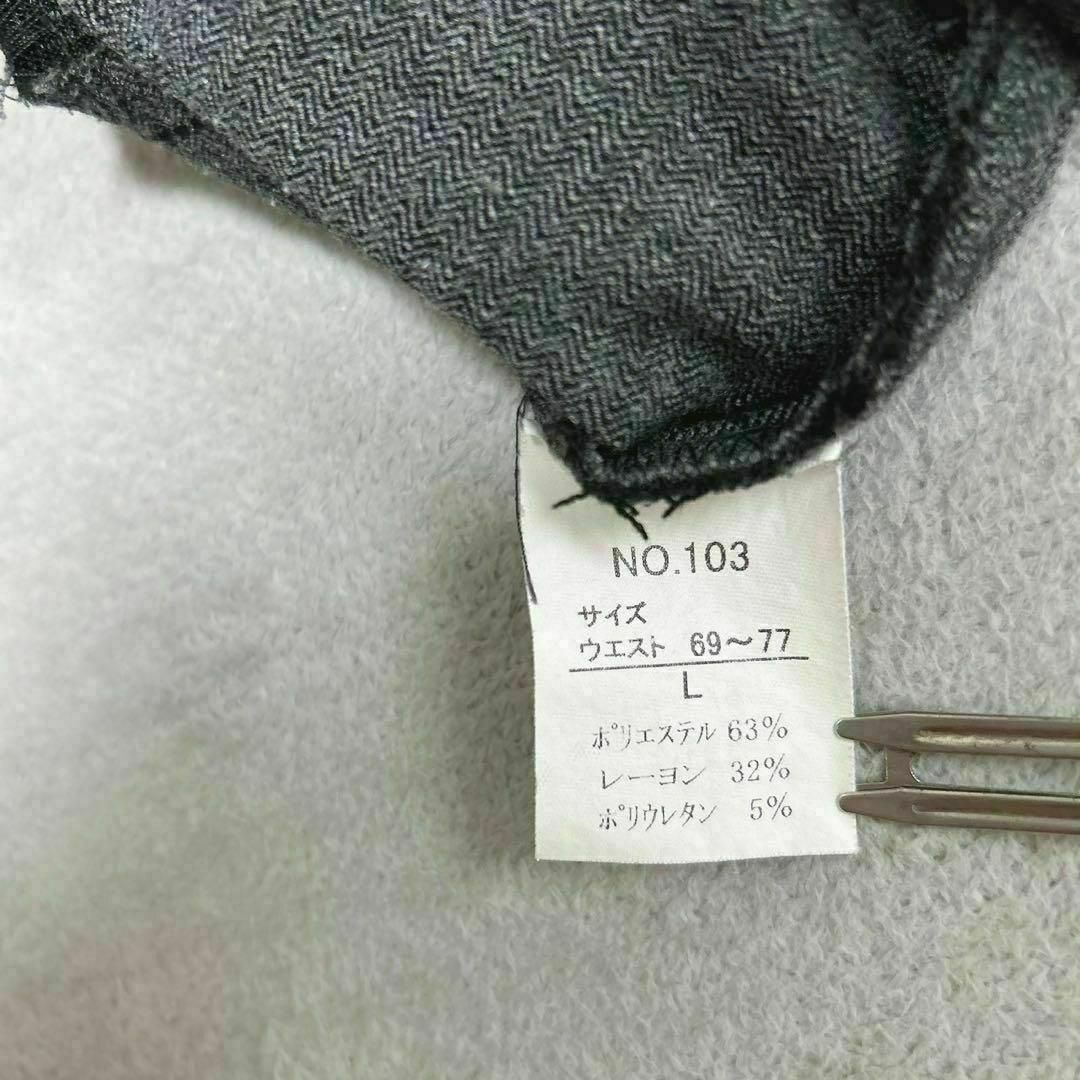 NO.103
サイズ
ウエスト 69～77
L
ポリエステル 63%
レーヨン 32%
ポリウレタン 5%